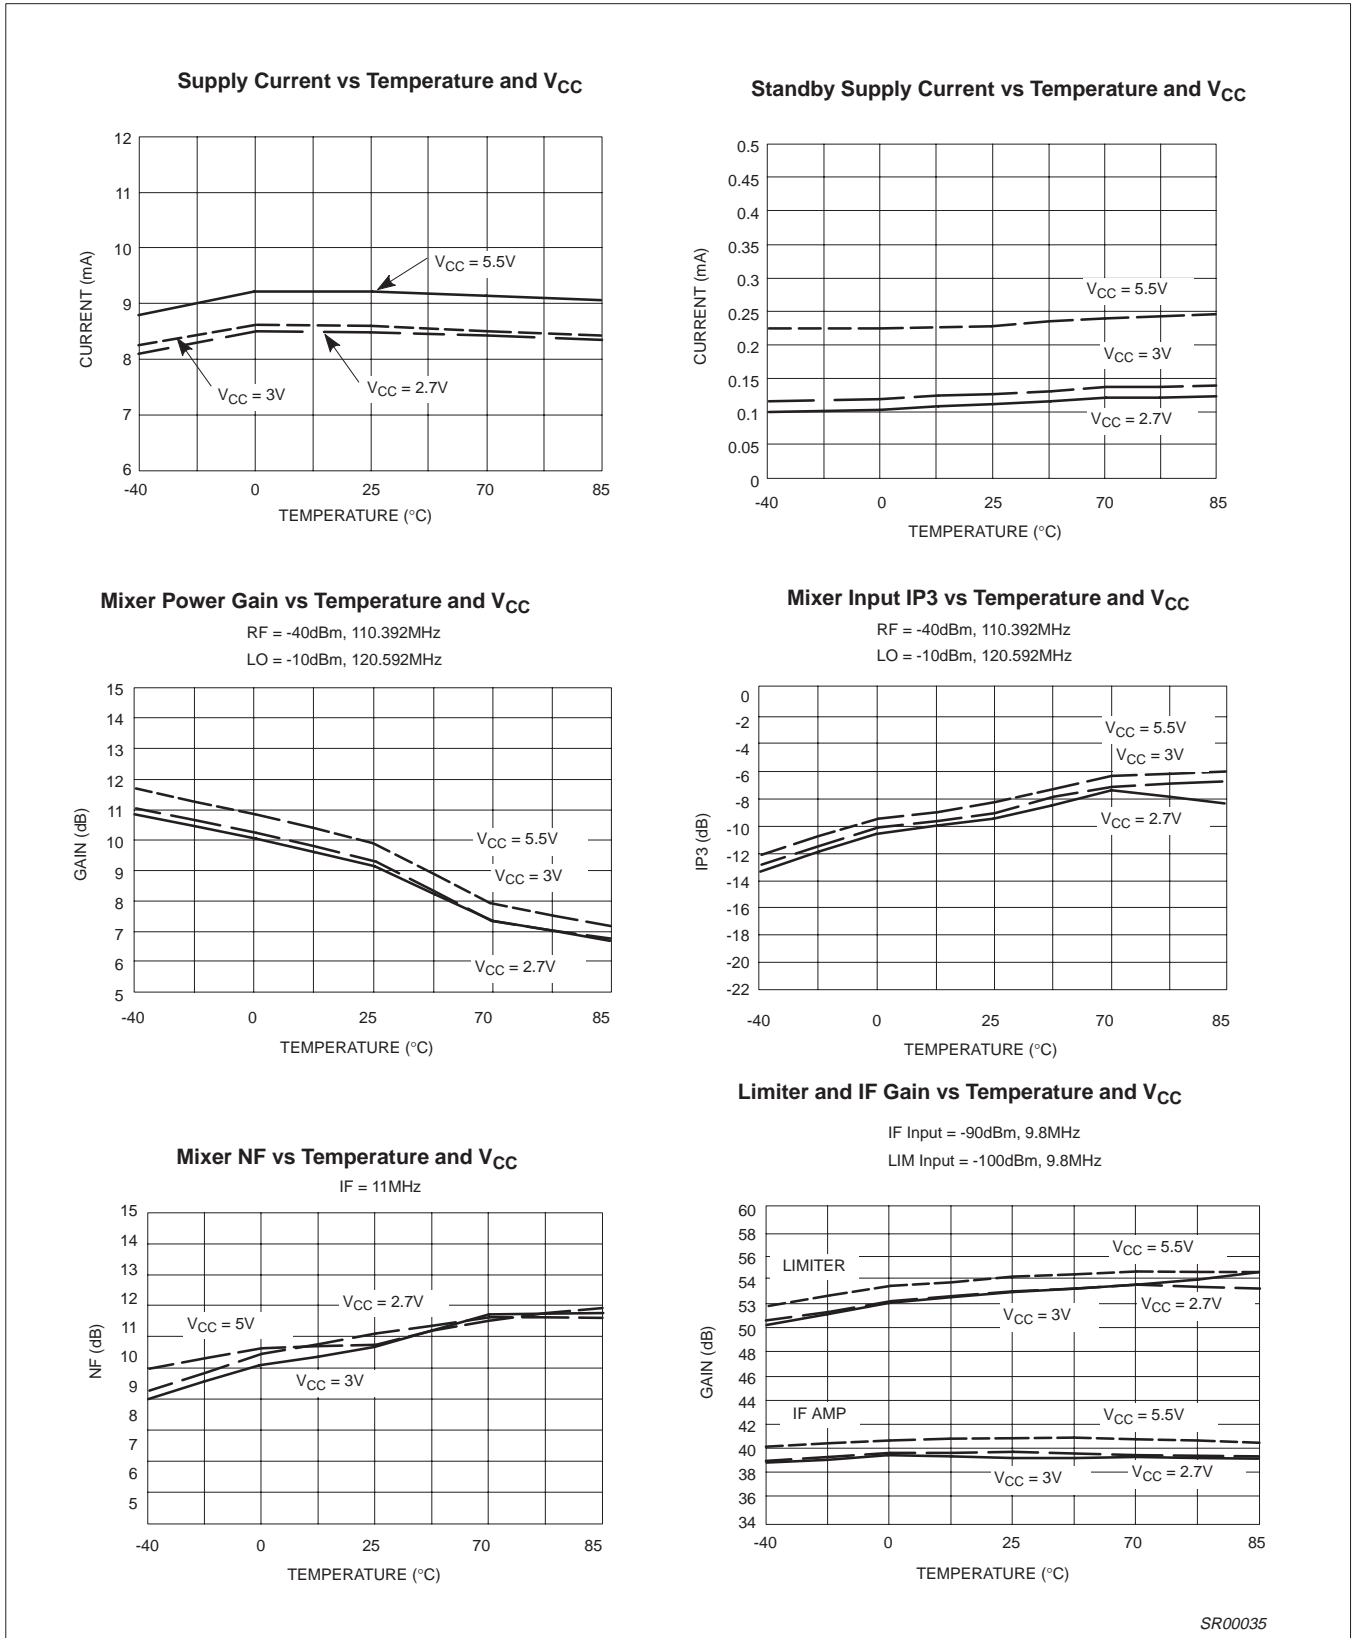 Supply Current vs Temperature and VCC
12
11
10
9
8
7
6
CURRENT (mA)
VCC = 5.5V
VCC = 3V
VCC = 2.7V
-40 0 25 70 85
TEMPERATURE (°C)
Standby Supply Current vs Temperature and VCC
0.5
0.45
0.4
0.35
0.3
0.25
0.2
0.15
0.1
0.05
0
CURRENT (mA)
VCC = 5.5V
VCC = 3V
VCC = 2.7V
-40 0 25 70 85
TEMPERATURE (°C)
Mixer Power Gain vs Temperature and VCC
RF = -40dBm, 110.392MHz
LO = -10dBm, 120.592MHz
15
14
13
12
11
10
9
8
7
6
5
GAIN (dB)
VCC = 5.5V
VCC = 3V
VCC = 2.7V
-40 0 25 70 85
TEMPERATURE (°C)
Mixer Input IP3 vs Temperature and VCC
RF = -40dBm, 110.392MHz
LO = -10dBm, 120.592MHz
0
-2
-4
-6
-8
-10
-12
-14
-16
-18
-20
-22
IP3 (dB)
VCC = 5.5V
VCC = 3V
VCC = 2.7V
-40 0 25 70 85
TEMPERATURE (°C)
Mixer NF vs Temperature and VCC
IF = 11MHz
15
14
13
12
11
10
9
8
7
6
5
NF (dB)
VCC = 2.7V
VCC = 5V
VCC = 3V
-40 0 25 70 85
TEMPERATURE (°C)
Limiter and IF Gain vs Temperature and VCC
IF Input = -90dBm, 9.8MHz
LIM Input = -100dBm, 9.8MHz
60
58
56
54
53
50
48
46
44
42
40
38
36
34
GAIN (dB)
LIMITER
VCC = 5.5V
VCC = 3V
VCC = 2.7V
IF AMP
VCC = 5.5V
VCC = 3V
VCC = 2.7V
-40 0 25 70 85
TEMPERATURE (°C)
SR00035